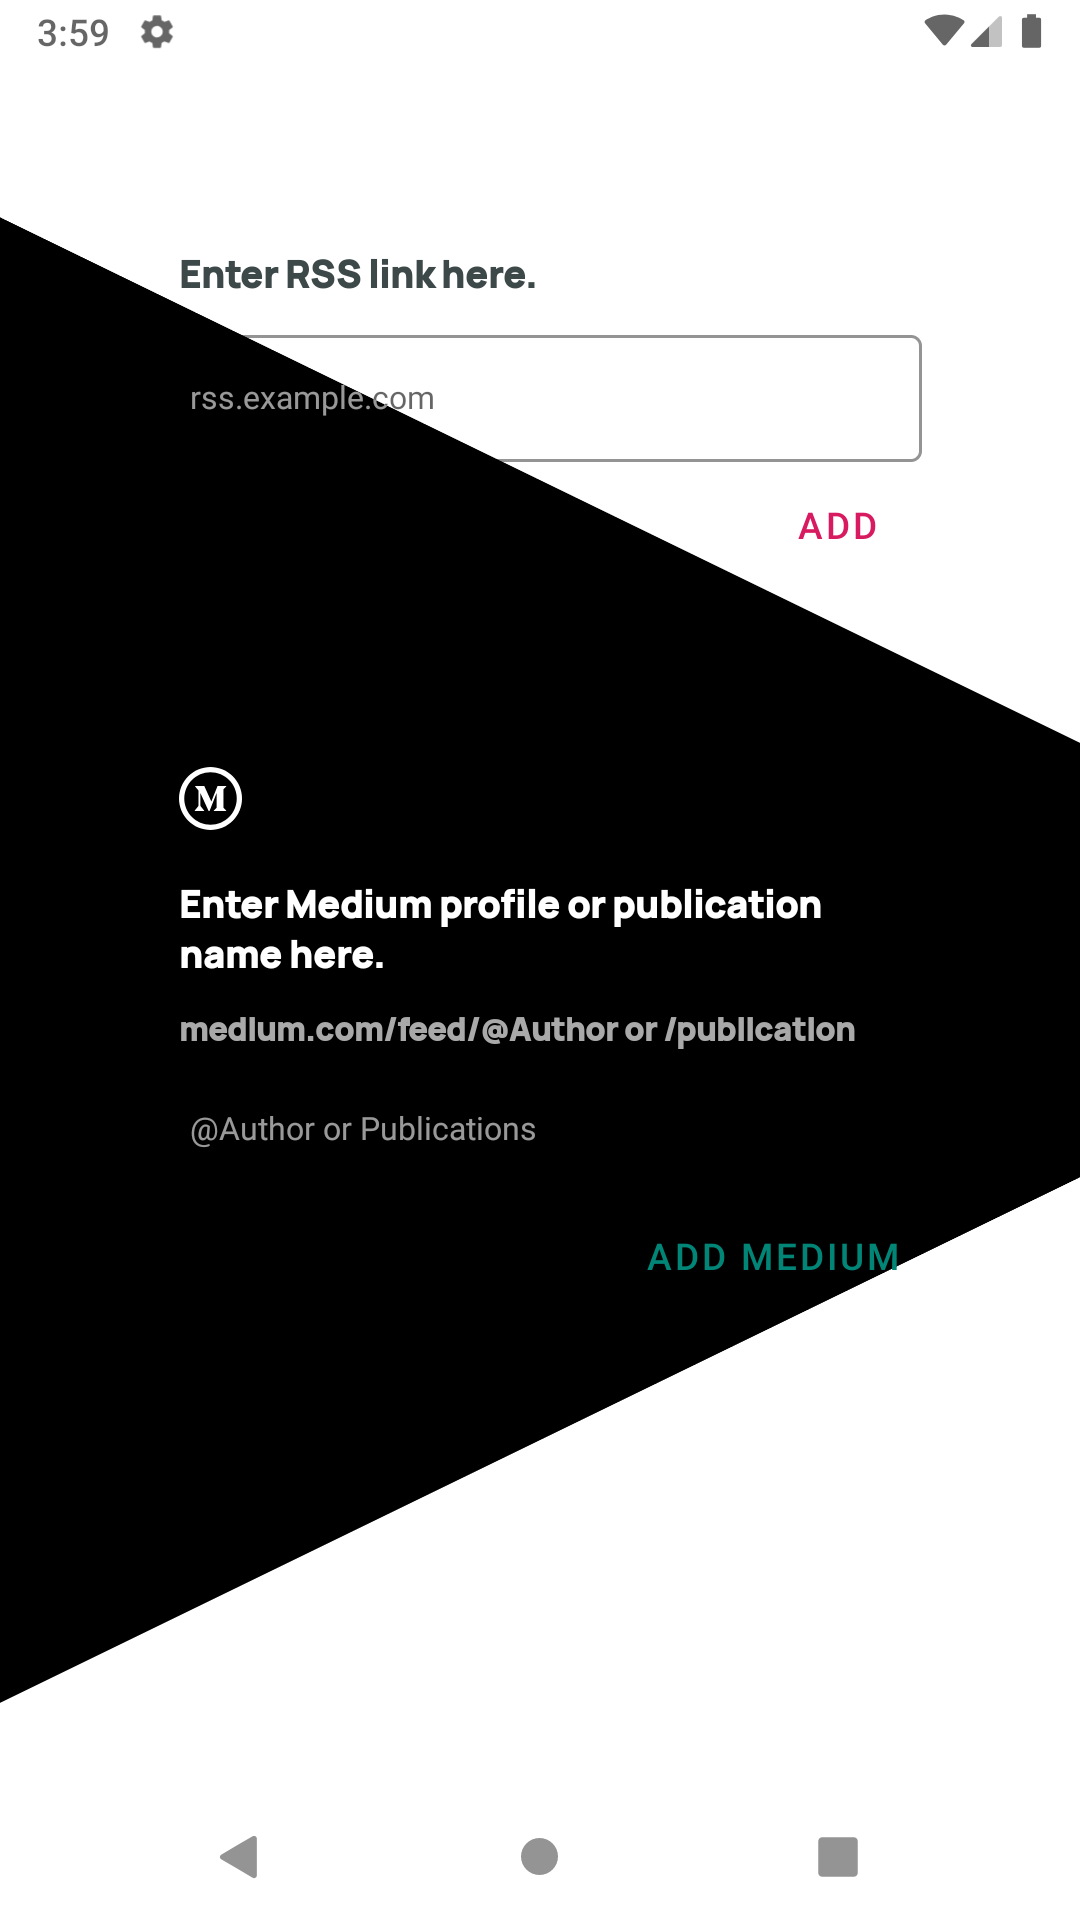 3:59
Enter RSS link here.
rss.example.com
ADD
M
Enter Medium profile or publication
name here.
medium.com/feed/@Author or /publication
@Author or Publications
ADD MEDIUM